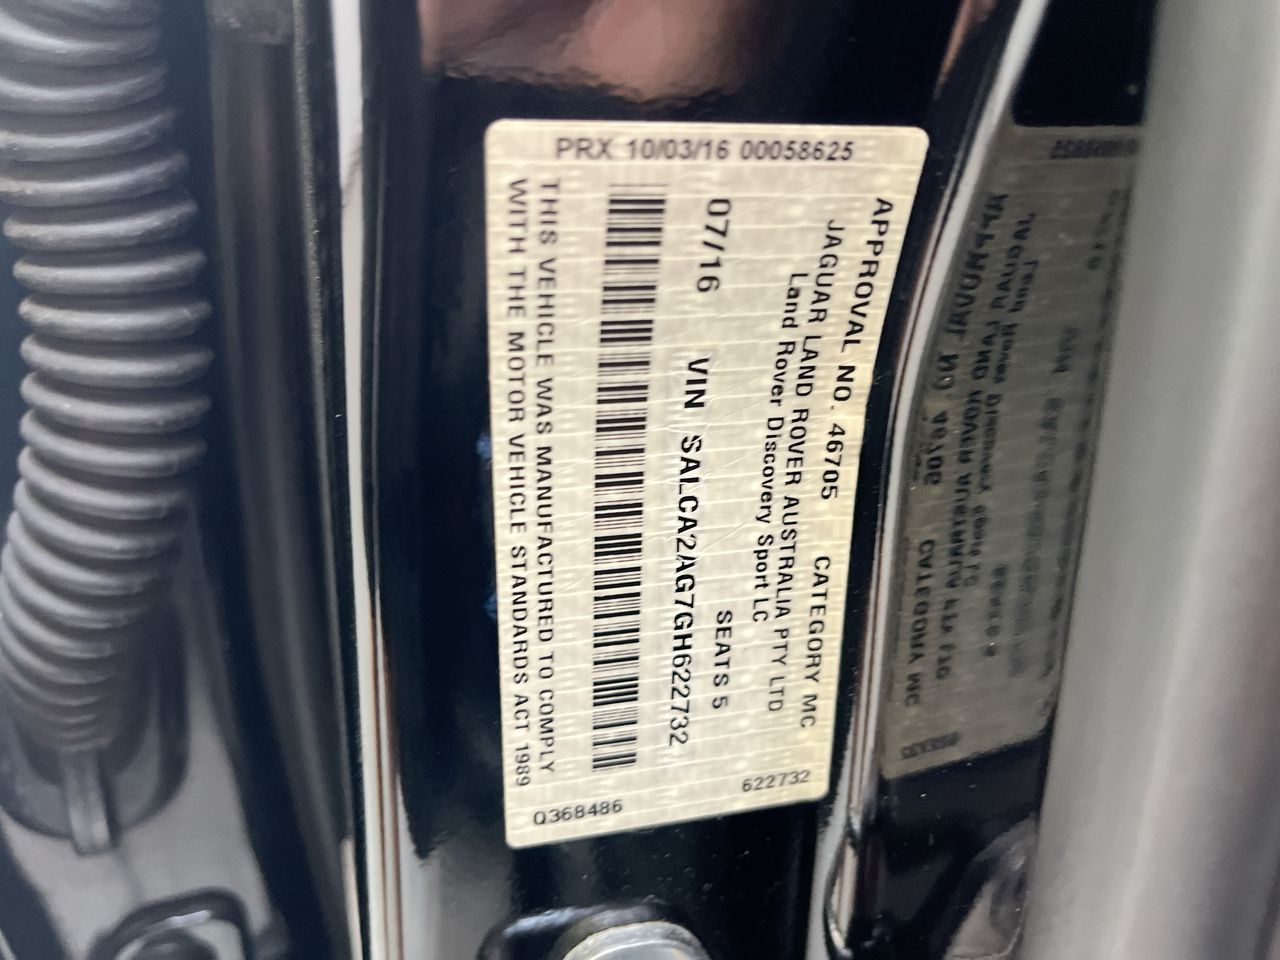 PRX 10/03/16 00058625
APPROVAL NO. 46705 CATEGORY MC
JAGUAR LAND ROVER AUSTRALIA PTY LTD
Land Rover Discovery Sport LC
07/16 SEATS 5
VIN SALCA2AG7GH622732
THIS VEHICLE WAS MANUFACTURED TO COMPLY
WITH THE MOTOR VEHICLE STANDARDS ACT 1989
622732
Q368486